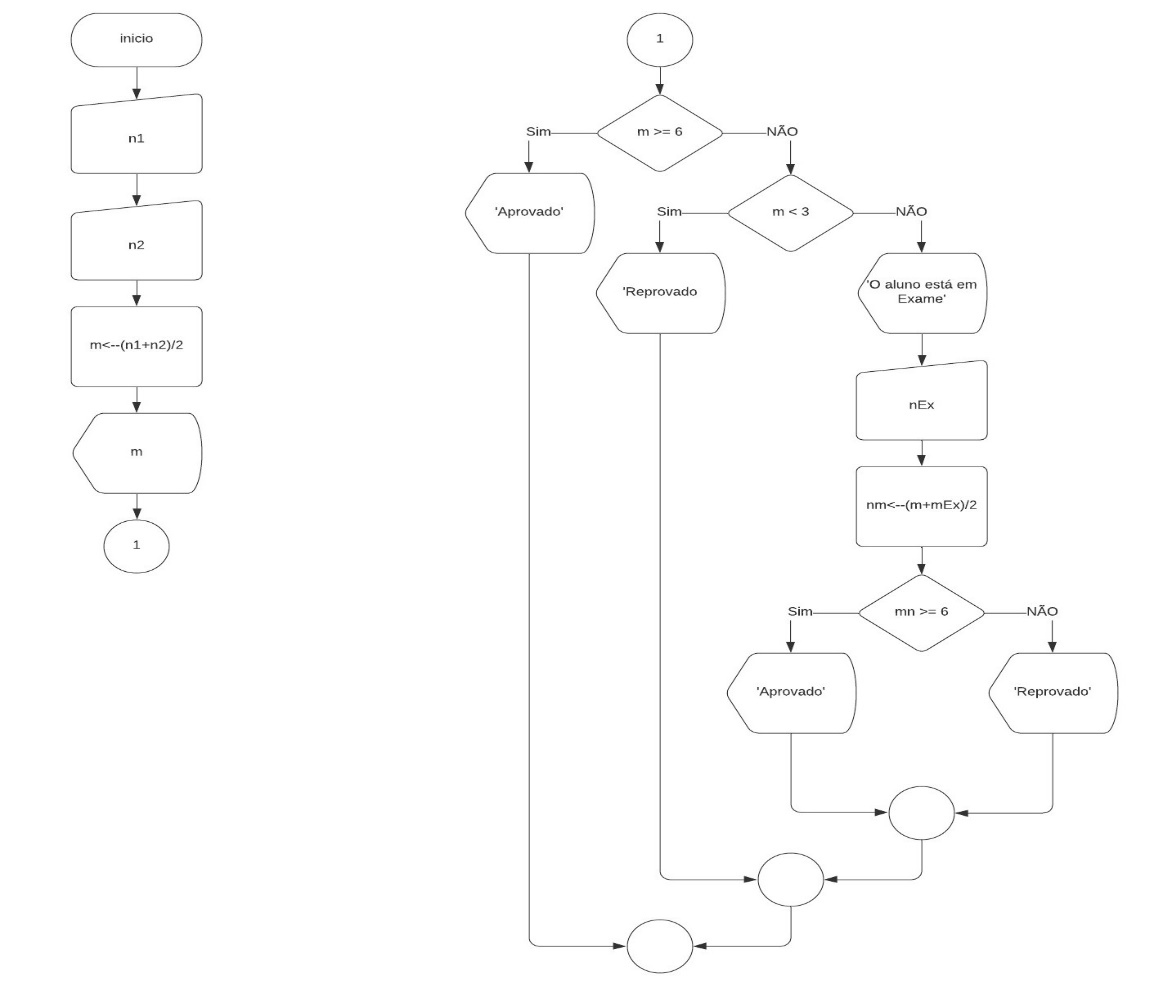 inicio
n1
n2
m<--(n1+n2)/2
m
1
1
m >= 6
Sim
NÃO
'Aprovado'
m < 3
Sim
NÃO
'Reprovado
'O aluno está em
Exame'
nEx
nm<--(m+mEx)/2
mn >= 6
Sim
NÃO
'Aprovado'
'Reprovado'